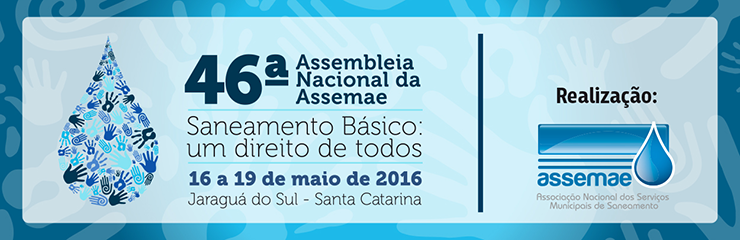 46ª Assembleia
Nacional da
Assemae
Saneamento Básico:
um direito de todos
16 a 19 de maio de 2016
Jaraguá do Sul - Santa Catarina
Realização:
assemae
Associação Nacional dos Serviços
Municipais de Saneamento